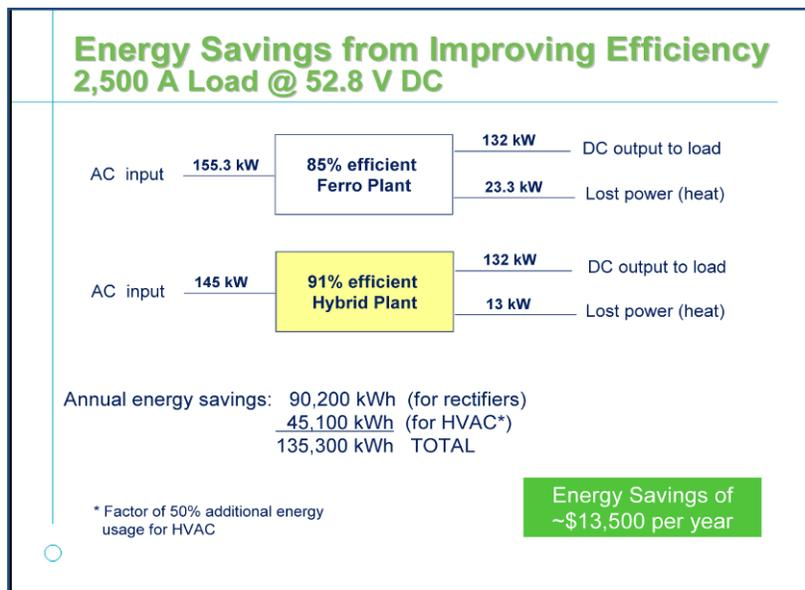 Energy Savings from Improving Efficiency
2,500 A Load @ 52.8 V DC
AC input
155.3 kW
85% efficient
Ferro Plant
132 kW
DC output to load
23.3 kW
Lost power (heat)
AC input
145 kW
91% efficient
Hybrid Plant
132 kW
DC output to load
13 kW
Lost power (heat)
Annual energy savings: 90,200 kWh (for rectifiers)
45,100 kWh (for HVAC*)
135,300 kWh TOTAL
* Factor of 50% additional energy
usage for HVAC
Energy Savings of
~$13,500 per year